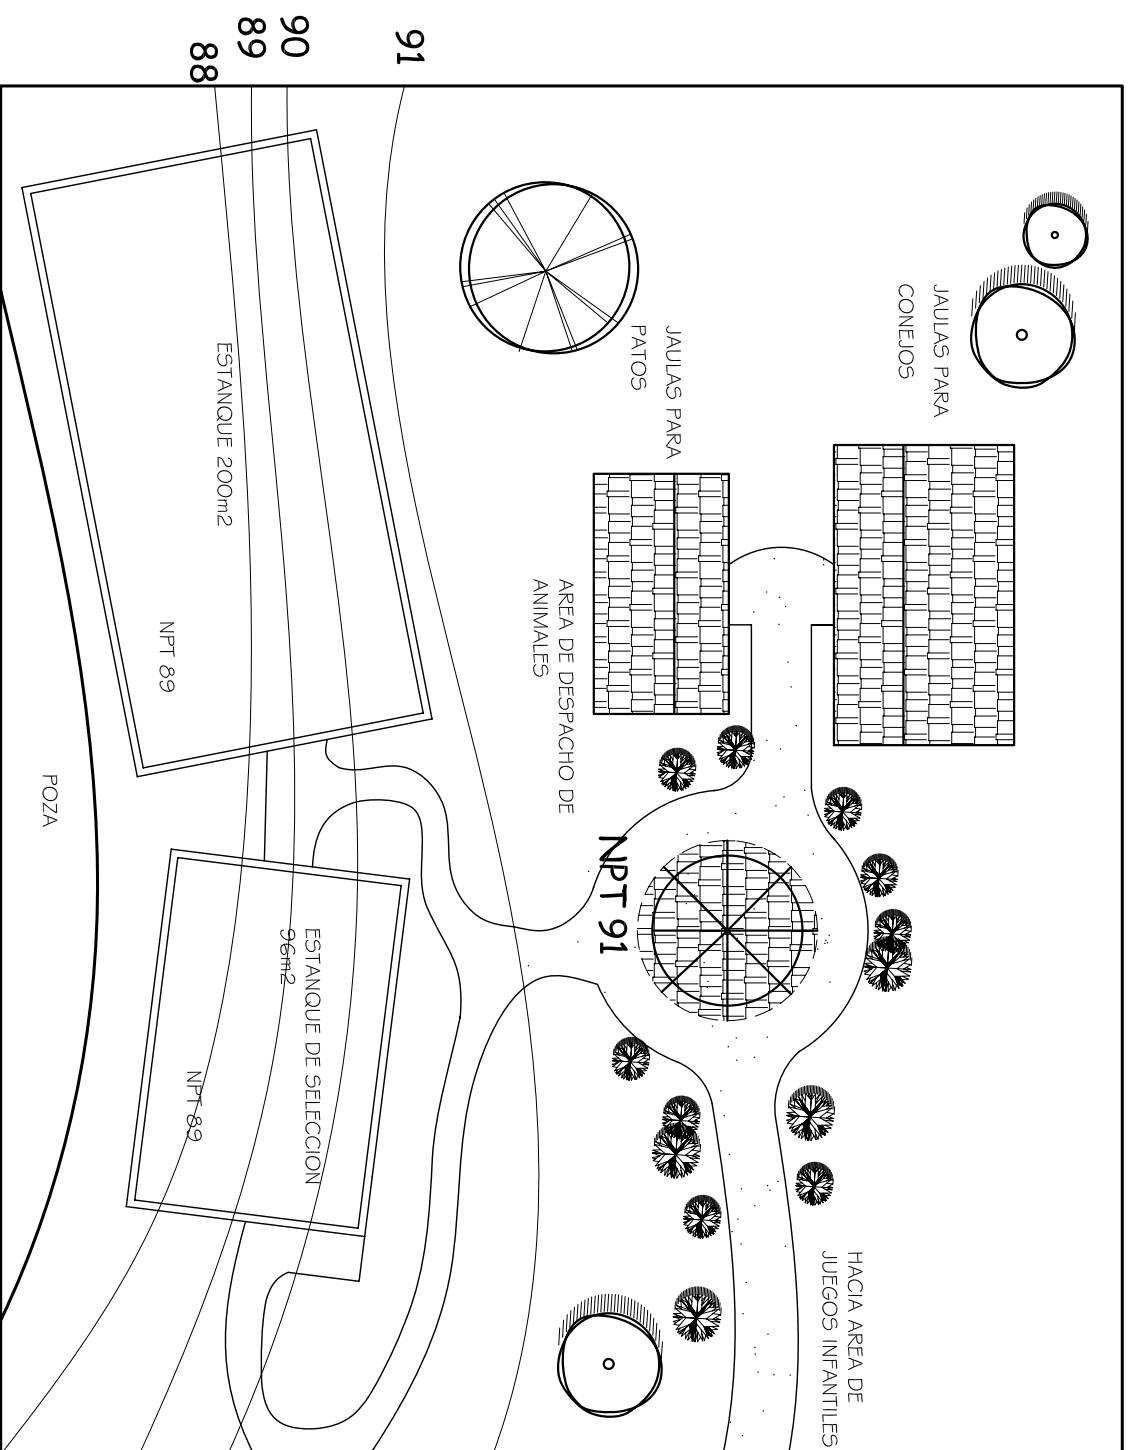 91
90
89
88
JAULAS PARA
CONEJOS
JAULAS PARA
PATOS
AREA DE DESPACHO DE
ANIMALES
ESTANQUE 200m2
NPT 89
POZA
NPT 91
ESTANQUE DE SELECCION
96m2
NPT 89
HACIA AREA DE
JUEGOS INFANTILES